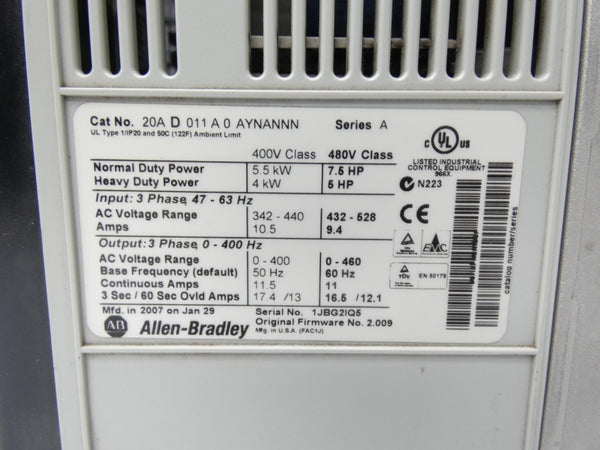 Cat No. 20A D 011 A 0 AYNANNN Series A
UL Type 1/IP20 and 50C (122F) Ambient Limit
400V Class 480V Class
Normal Duty Power 5.5 kW 7.5 HP
Heavy Duty Power 4 kW 5 HP
Input: 3 Phase, 47 - 63 Hz
AC Voltage Range 342 - 440 432 - 528
Amps 10.5 9.4
Output: 3 Phase, 0 - 400 Hz
AC Voltage Range 0 - 400 0 - 460
Base Frequency (default) 50 Hz 60 Hz
Continuous Amps 11.5 11
3 Sec / 60 Sec Ovld Amps 17.4 /13 16.5 /12.1
Mfd. in 2007 on Jan 29 Serial No. 1JBG2IQ5
Original Firmware No. 2.009
AB Allen-Bradley Mfg. in U.S.A. (FAC1J)
c UL US
LISTED INDUSTRIAL
CONTROL EQUIPMENT
966X
N223
CE
EMC
TÜV EN 50178
catalog number/series